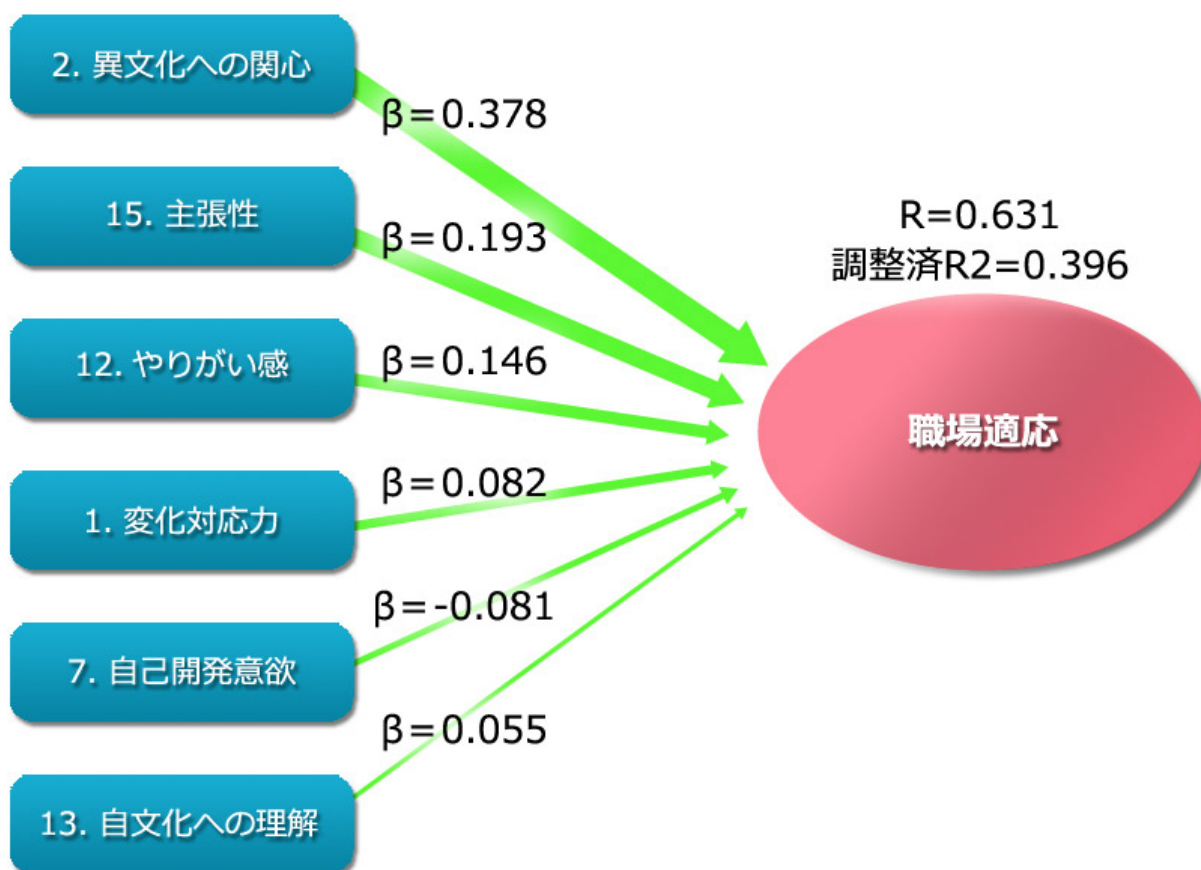 2. 異文化への関心
β=0.378
15. 主張性
β=0.193
R=0.631
調整済R2=0.396
12. やりがい感
β=0.146
職場適応
1. 変化対応力
β=0.082
7. 自己開発意欲
β=-0.081
13. 自文化への理解
β=0.055